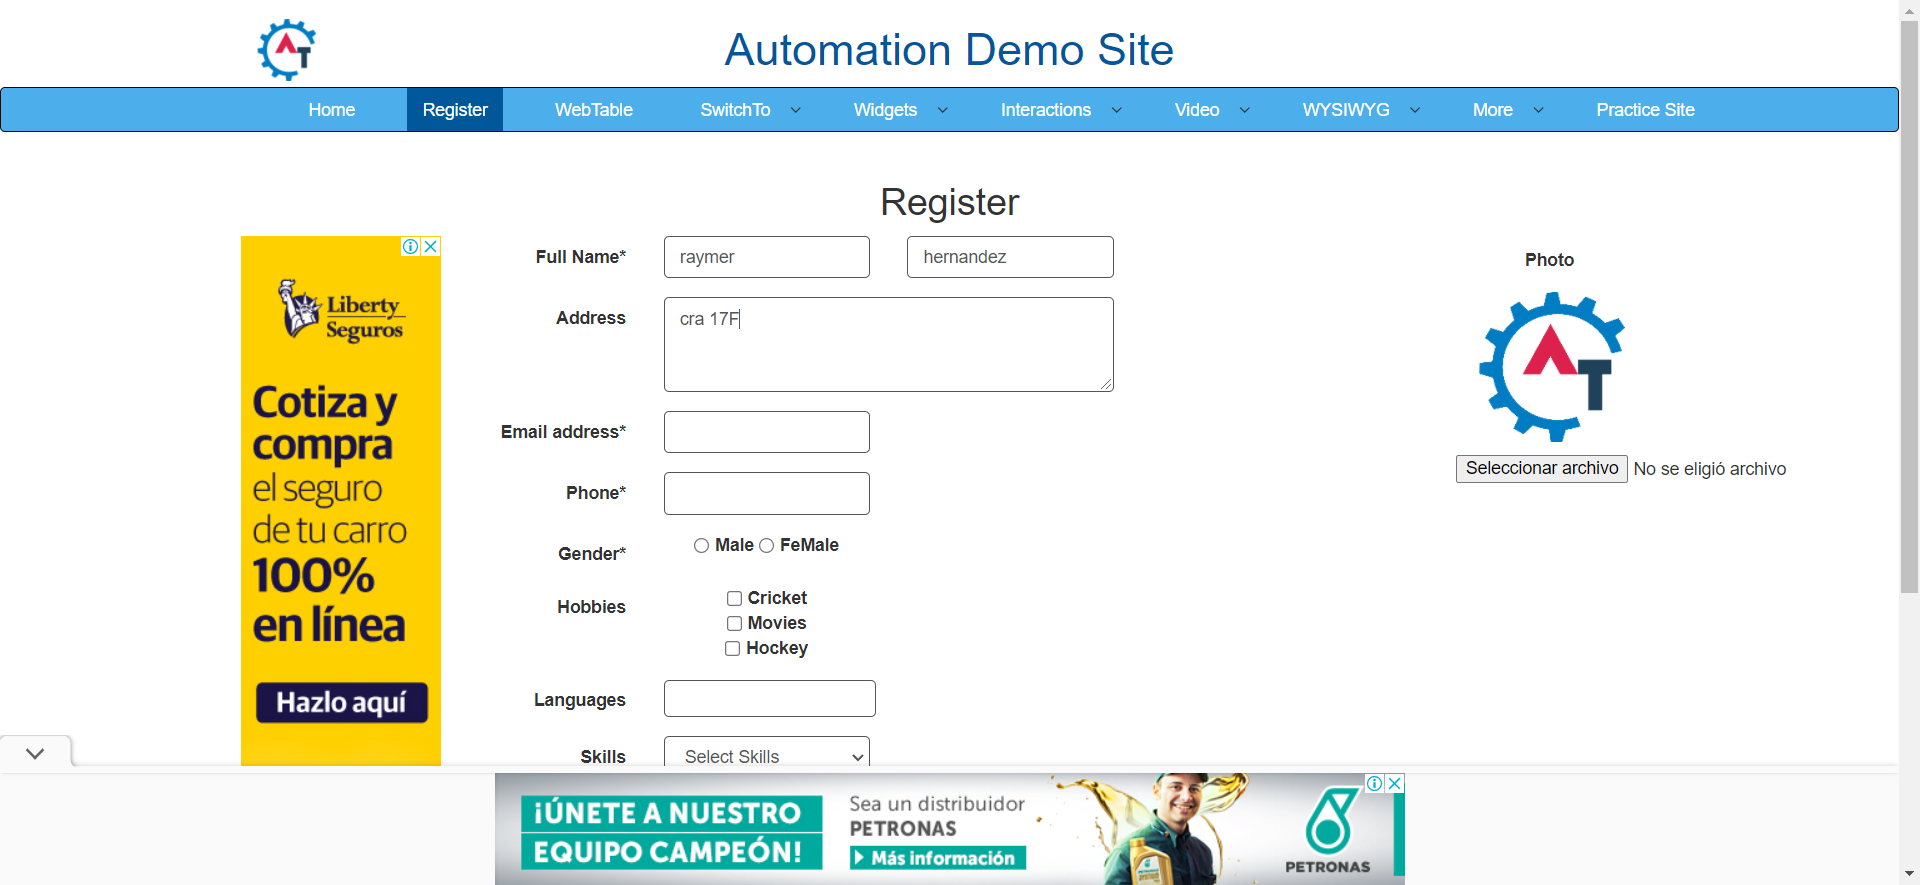 AT
Automation Demo Site
Home Register WebTable SwitchTo Widgets Interactions Video WYSIWYG More Practice Site
Register
Full Name* raymer hernandez
Address cra 17F
Email address*
Phone*
Gender* Male FeMale
Hobbies Cricket
Movies
Hockey
Languages
Skills Select Skills
Photo
AT
Seleccionar archivo No se eligió archivo
Liberty
Seguros
Cotiza y
compra
el seguro
de tu carro
100%
en línea
Hazlo aquí
¡ÚNETE A NUESTRO
EQUIPO CAMPEÓN!
Sea un distribuidor
PETRONAS
Más información
PETRONAS